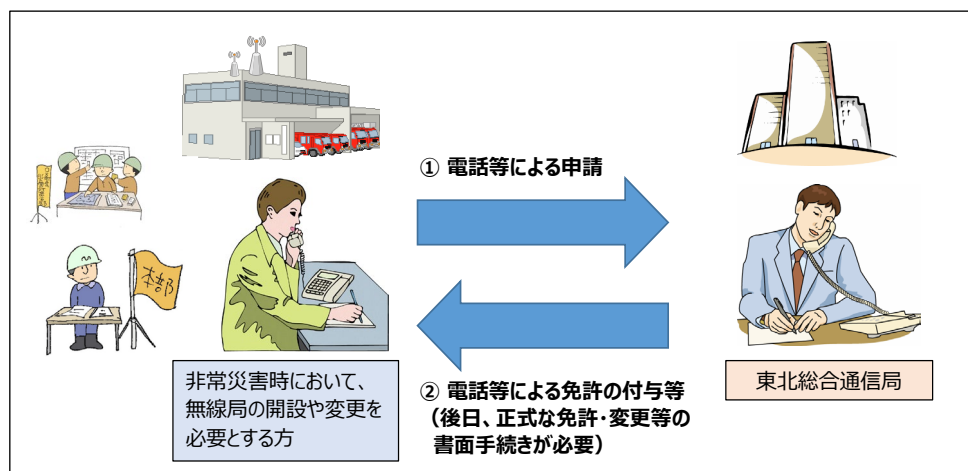 ① 電話等による申請
本部
非常災害時において、
無線局の開設や変更を
必要とする方
② 電話等による免許の付与等
（後日、正式な免許・変更等の
書面手続きが必要）
東北総合通信局